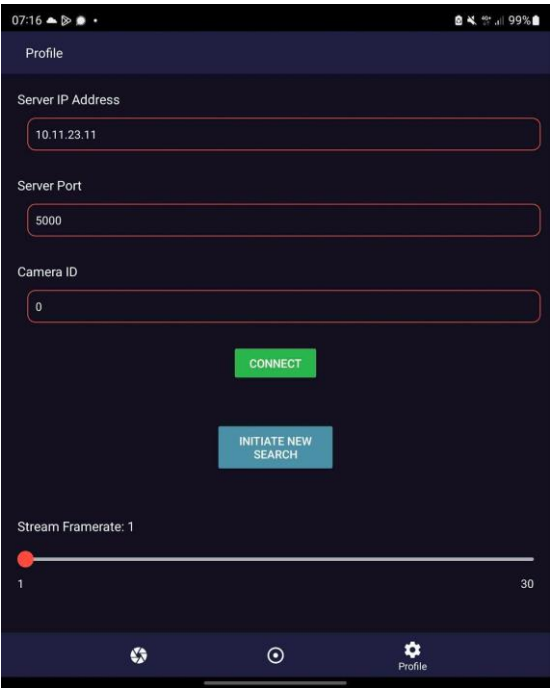 07:16 99%
Profile
Server IP Address
10.11.23.11
Server Port
5000
Camera ID
0
CONNECT
INITIATE NEW
SEARCH
Stream Framerate: 1
1 30
Profile